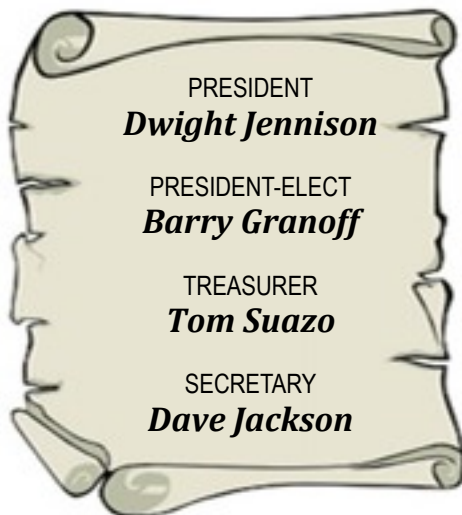 PRESIDENT
Dwight Jennison
PRESIDENT-ELECT
Barry Granoff
TREASURER
Tom Suazo
SECRETARY
Dave Jackson